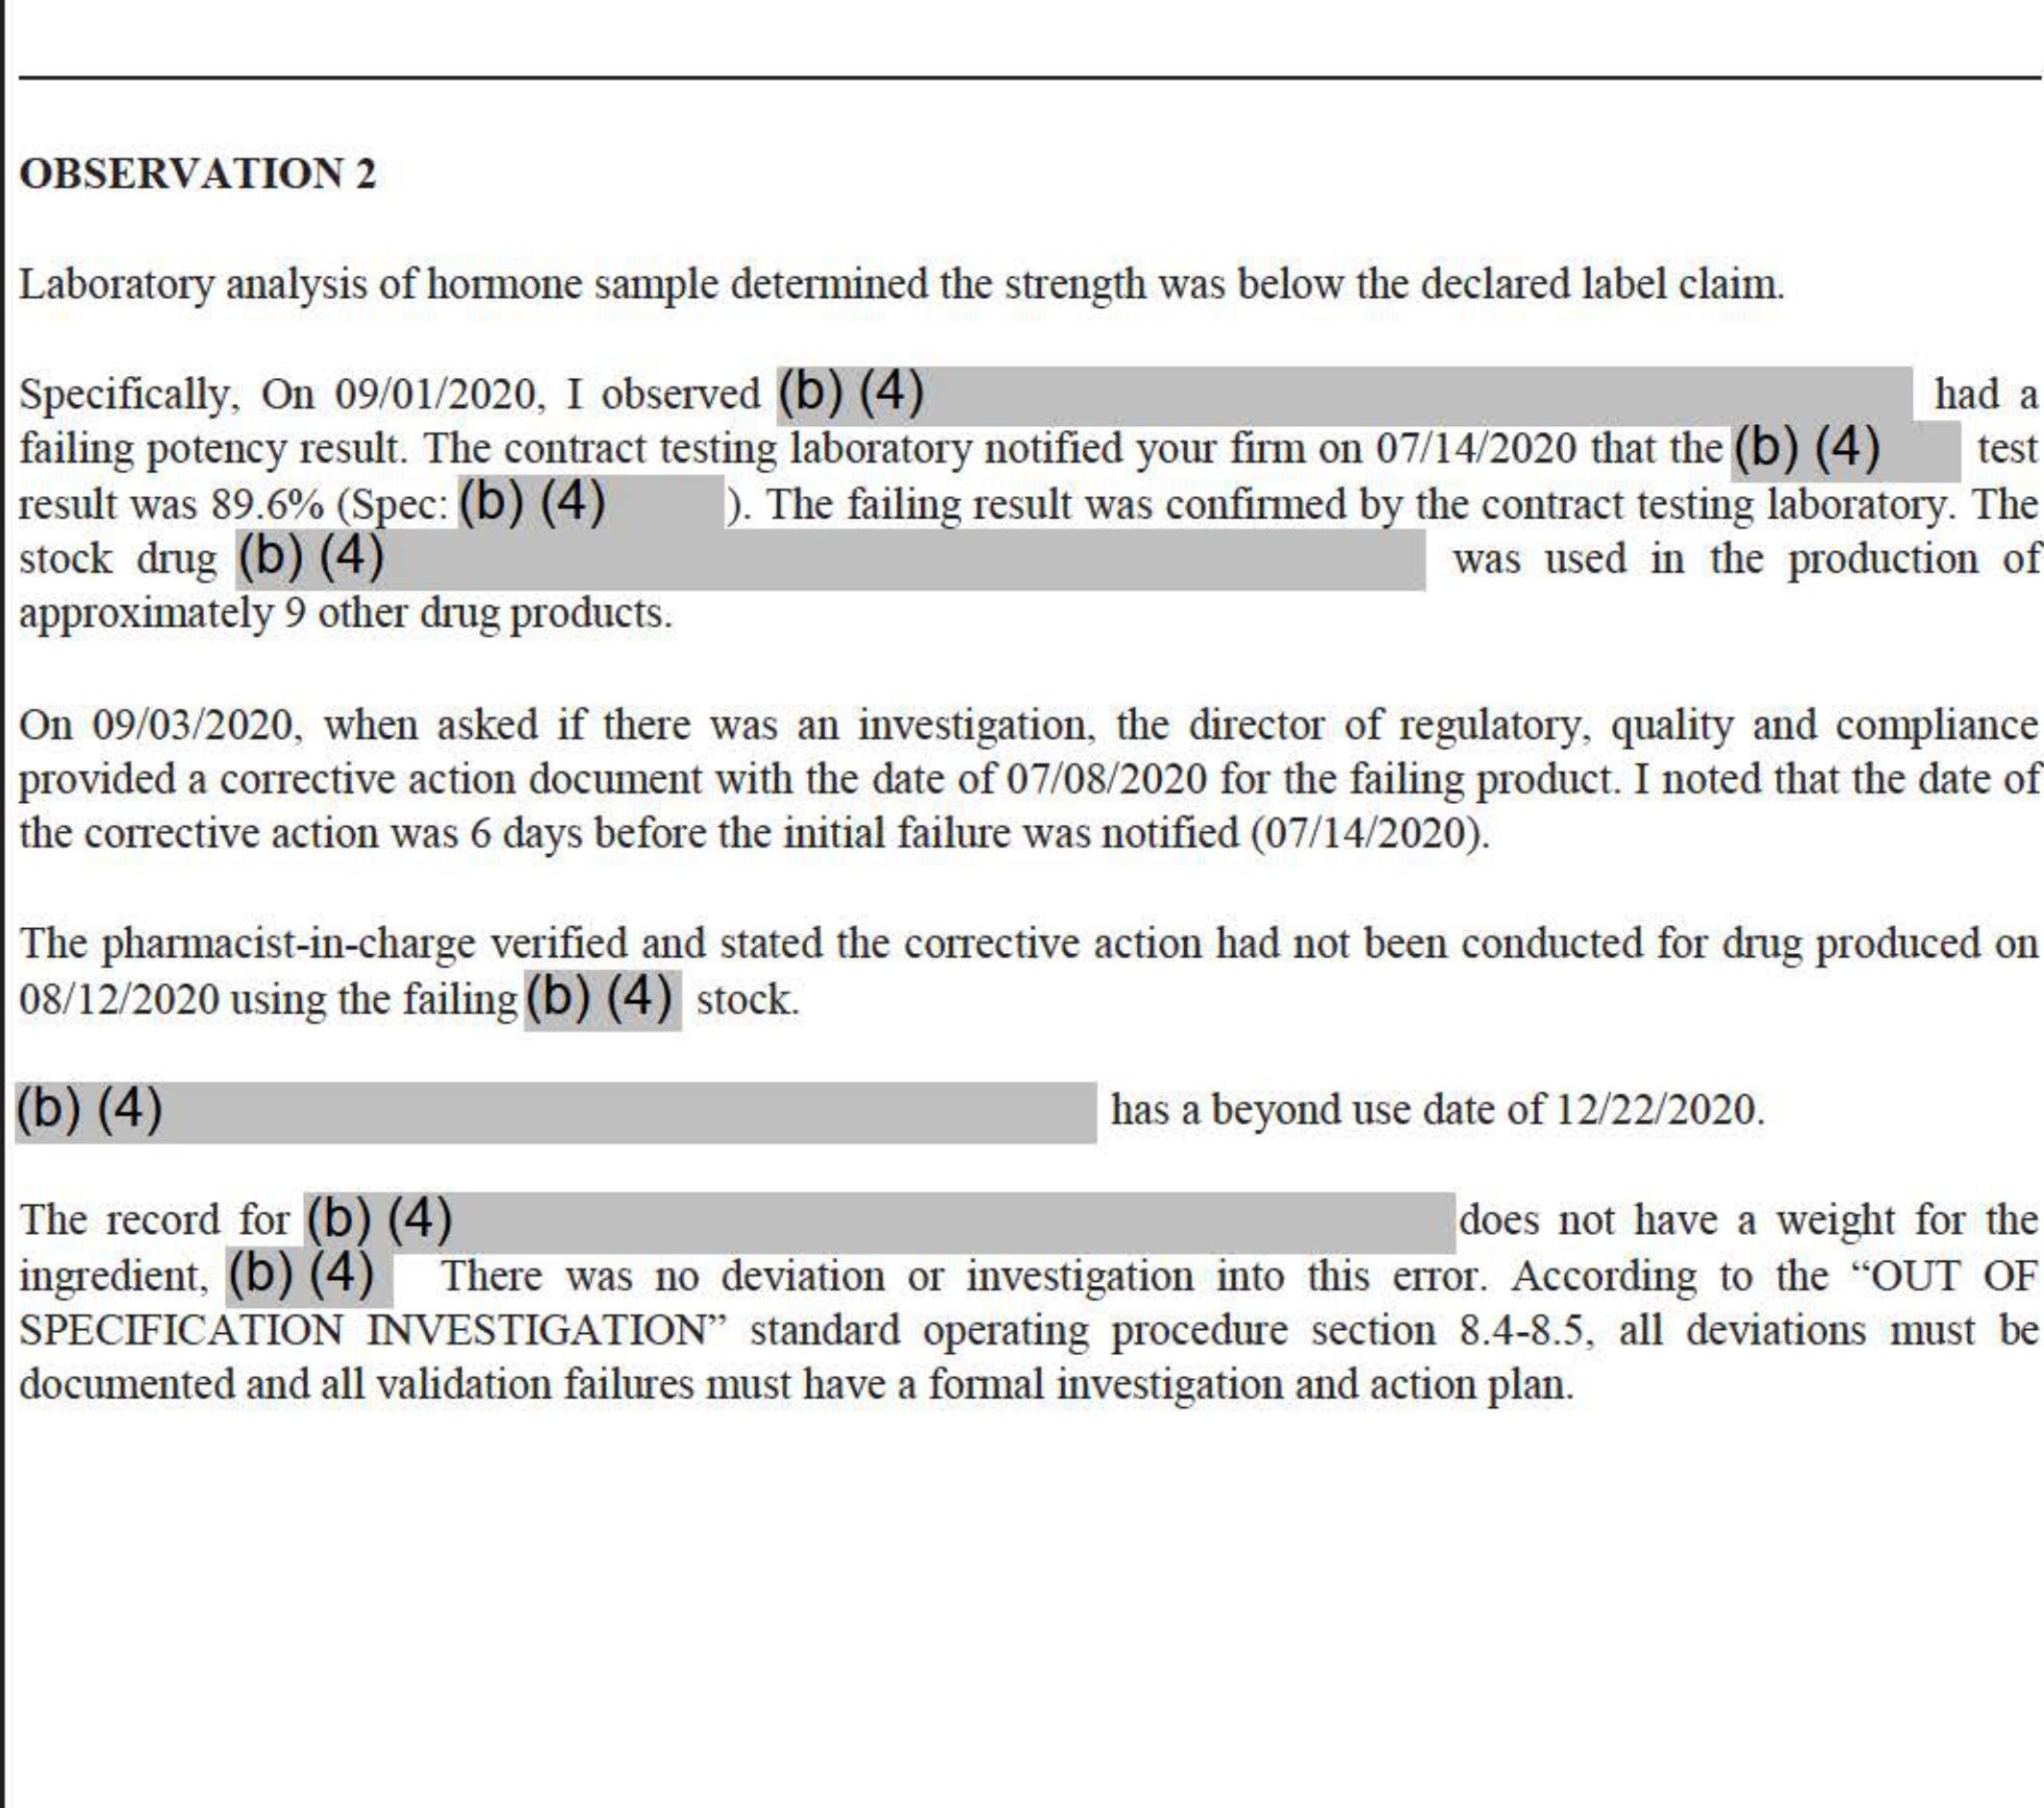 OBSERVATION 2
Laboratory analysis of hormone sample determined the strength was below the declared label claim.
Specifically, On 09/01/2020, I observed (b) (4) had a
failing potency result. The contract testing laboratory notified your firm on 07/14/2020 that the (b) (4) test
result was 89.6% (Spec: (b) (4) ). The failing result was confirmed by the contract testing laboratory. The
stock drug (b) (4) was used in the production of
approximately 9 other drug products.
On 09/03/2020, when asked if there was an investigation, the director of regulatory, quality and compliance
provided a corrective action document with the date of 07/08/2020 for the failing product. I noted that the date of
the corrective action was 6 days before the initial failure was notified (07/14/2020).
The pharmacist-in-charge verified and stated the corrective action had not been conducted for drug produced on
08/12/2020 using the failing (b) (4) stock.
(b) (4) has a beyond use date of 12/22/2020.
The record for (b) (4) does not have a weight for the
ingredient, (b) (4) There was no deviation or investigation into this error. According to the “OUT OF
SPECIFICATION INVESTIGATION” standard operating procedure section 8.4-8.5, all deviations must be
documented and all validation failures must have a formal investigation and action plan.